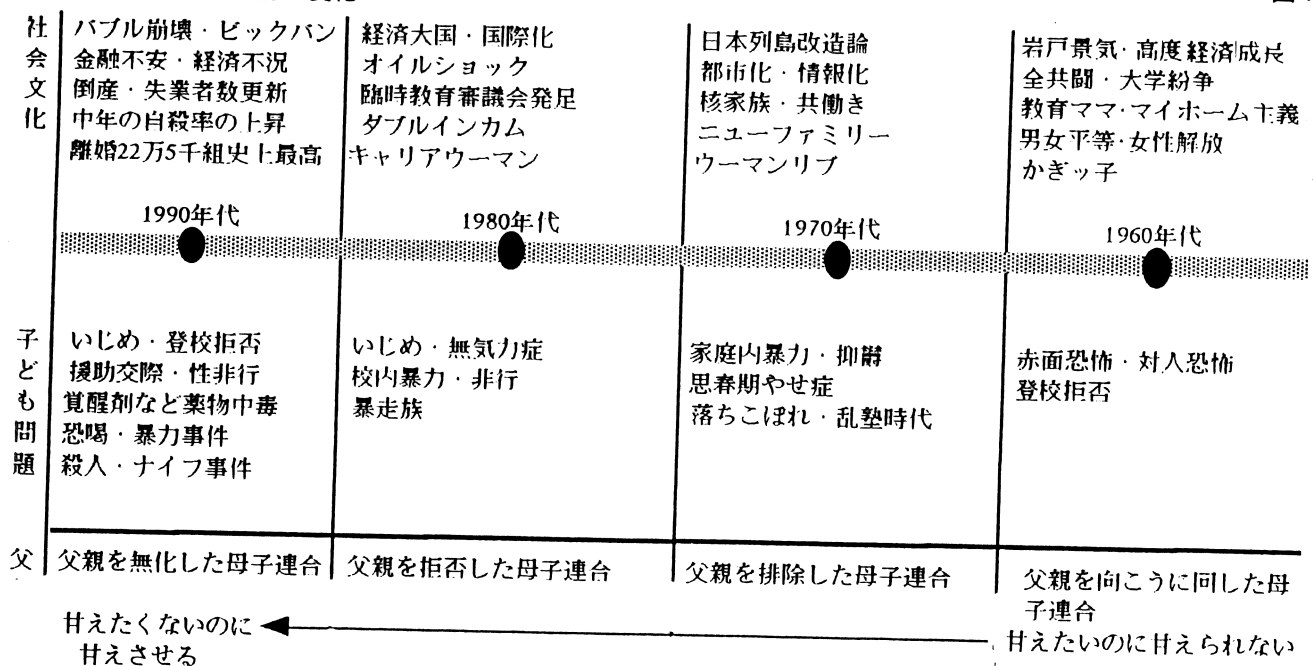 社会文化
バブル崩壊・ビックバン
金融不安・経済不況
倒産・失業者数更新
中年の自殺率の上昇
離婚22万5千組史上最高
経済大国・国際化
オイルショック
臨時教育審議会発足
ダブルインカム
キャリアウーマン
日本列島改造論
都市化・情報化
核家族・共働き
ニューファミリー
ウーマンリブ
岩戸景気・高度経済成長
全共闘・大学紛争
教育ママ・マイホーム主義
男女平等・女性解放
かぎッ子
1990年代
1980年代
1970年代
1960年代
子ども問題
いじめ・登校拒否
援助交際・性非行
覚醒剤など薬物中毒
恐喝・暴力事件
殺人・ナイフ事件
いじめ・無気力症
校内暴力・非行
暴走族
家庭内暴力・抑欝
思春期やせ症
落ちこぼれ・乱塾時代
赤面恐怖・対人恐怖
登校拒否
父
父親を無化した母子連合
父親を拒否した母子連合
父親を排除した母子連合
父親を向こうに回した母
子連合
甘えたくないのに
甘えさせる
甘えたいのに甘えられない